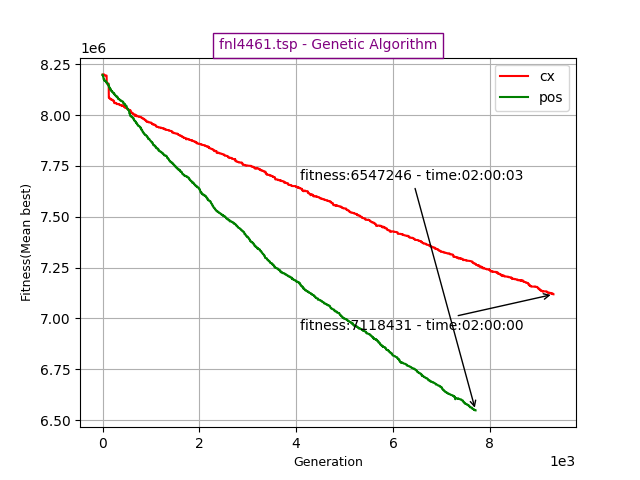 fnl4461.tsp - Genetic Algorithm
1e6
8.25
8.00
7.75
7.50
7.25
7.00
6.75
6.50
Fitness(Mean best)
cx
pos
fitness:6547246 - time:02:00:03
fitness:7118431 - time:02:00:00
0
2
4
6
8
1e3
Generation